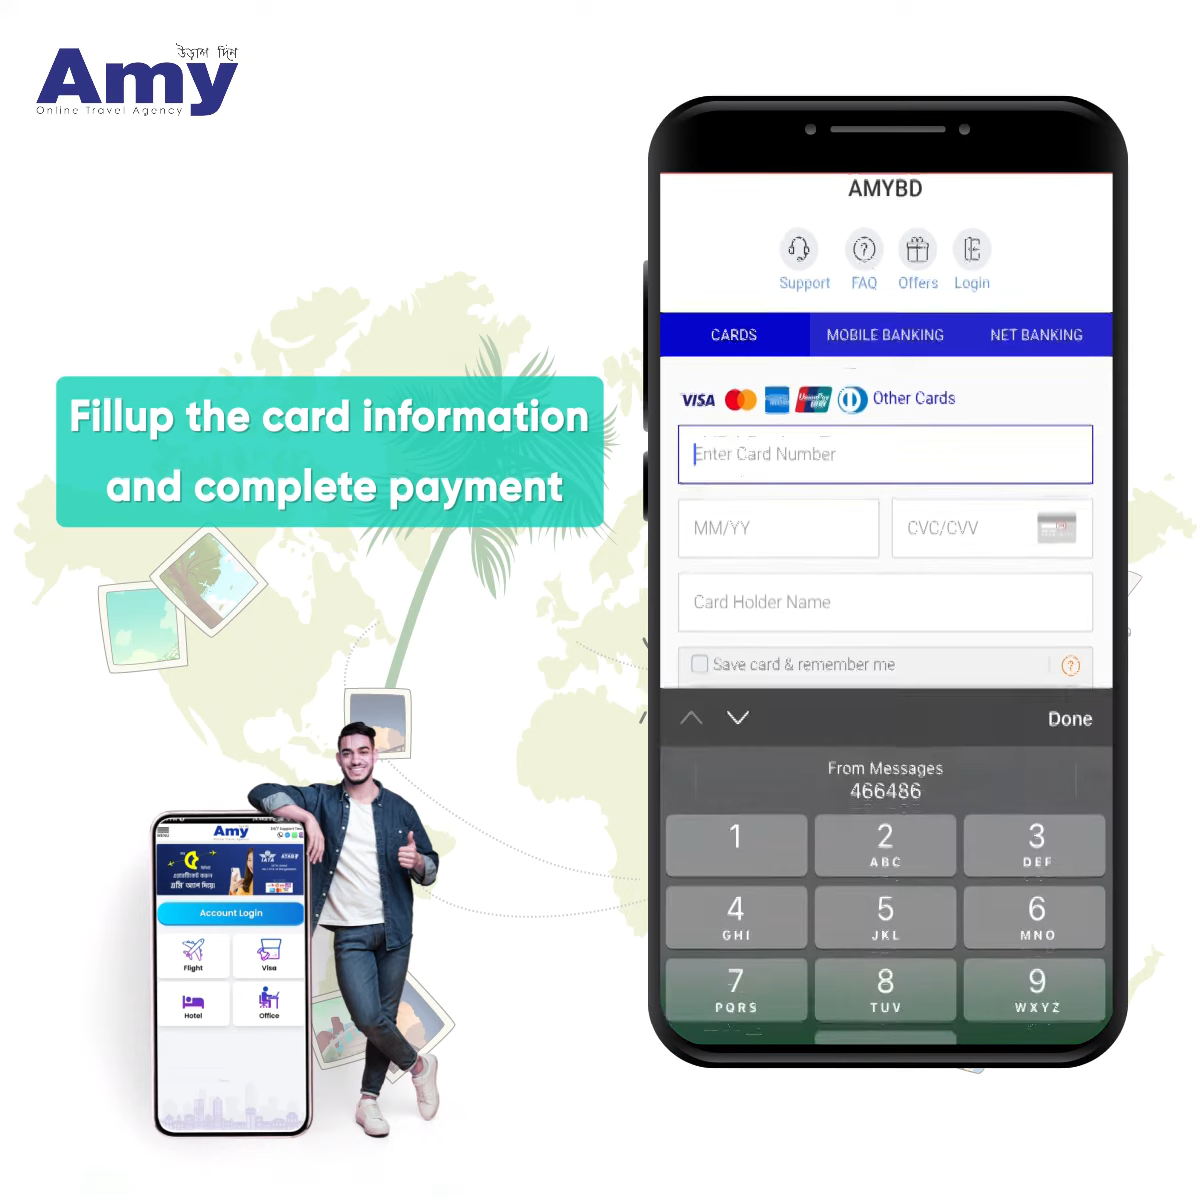 উড়াল দিন
Amy
Online Travel Agency
AMYBD
Support FAQ Offers Login
CARDS MOBILE BANKING NET BANKING
VISA Other Cards
Enter Card Number
MM/YY CVC/CVV
Card Holder Name
Save card & remember me
Done
From Messages
466486
1 2 3
ABC DEF
4 5 6
GHI JKL MNO
7 8 9
PQRS TUV WXYZ
Fillup the card information
and complete payment
MENU
Amy
IATA ATAB
Account Login
Flight Visa
Hotel Office